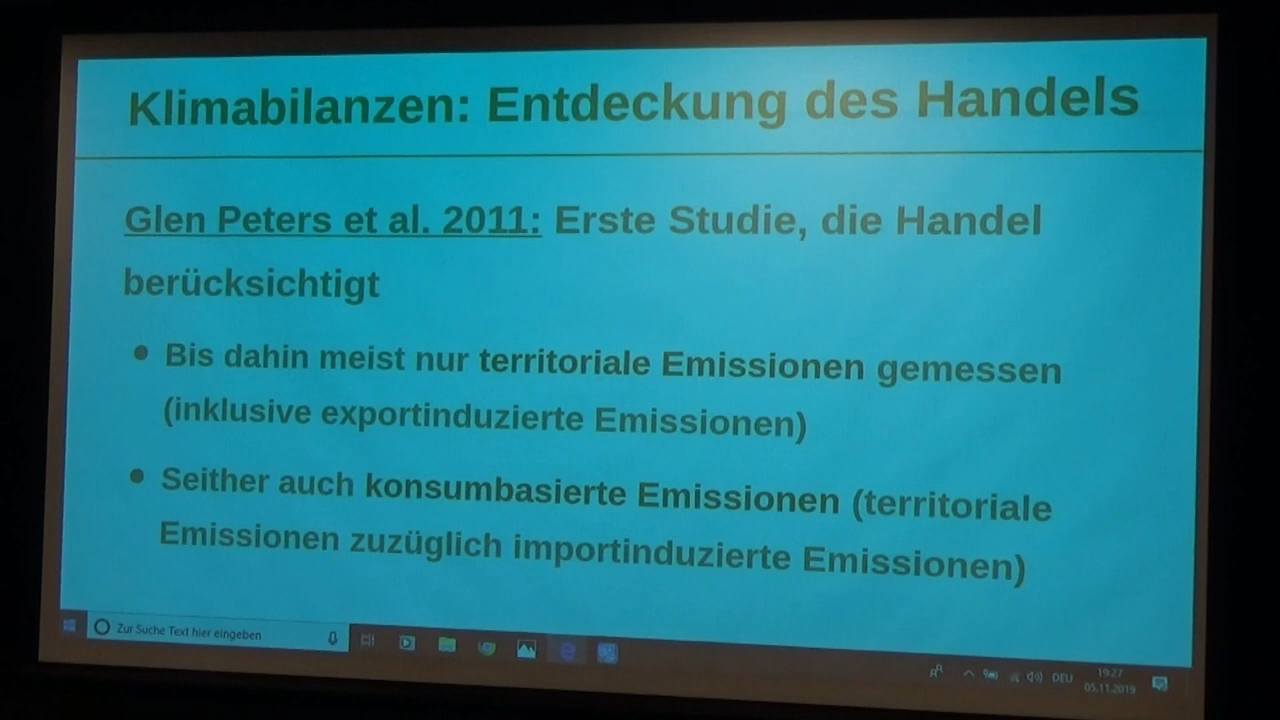 Klimabilanzen: Entdeckung des Handels
Glen Peters et al. 2011: Erste Studie, die Handel
berücksichtigt
• Bis dahin meist nur territoriale Emissionen gemessen
(inklusive exportinduzierte Emissionen)
• Seither auch konsumbasierte Emissionen (territoriale
Emissionen zuzüglich importinduzierte Emissionen)
Zur Suche Text hier eingeben
DEU
19:27
05.11.2019